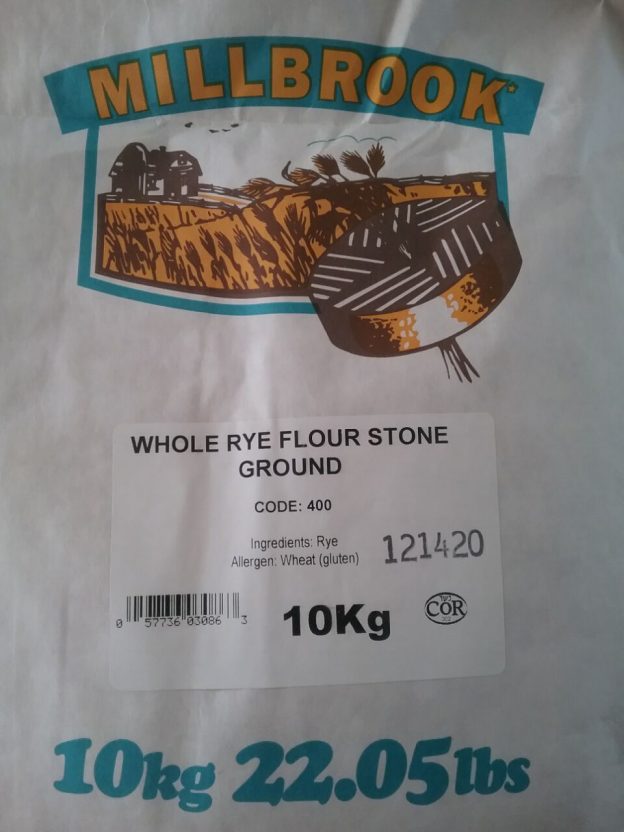 MILLBROOK
WHOLE RYE FLOUR STONE
GROUND
CODE: 400
Ingredients: Rye
Allergen: Wheat (gluten)
121420
0 57736 03086 3
10Kg
COR
10kg 22.05lbs